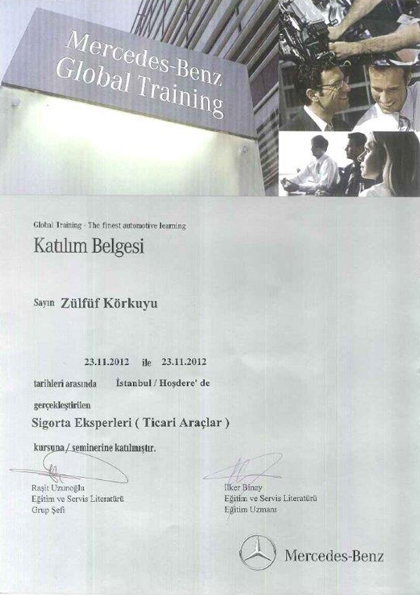 Mercedes-Benz
Global Training
Global Training - The finest automotive learning
Katılım Belgesi
Sayın Zülfüf Körkuyu
23.11.2012 ile 23.11.2012
tarihleri arasında İstanbul / Hoşdere' de
gerçekleştirilen
Sigorta Eksperleri ( Ticari Araçlar )
kursuna / seminerine katılmıştır.
Raşit Uzunoğlu
Eğitim ve Servis Literatürü
Grup Şefi
İlker Binay
Eğitim ve Servis Literatürü
Eğitim Uzmanı
Mercedes-Benz